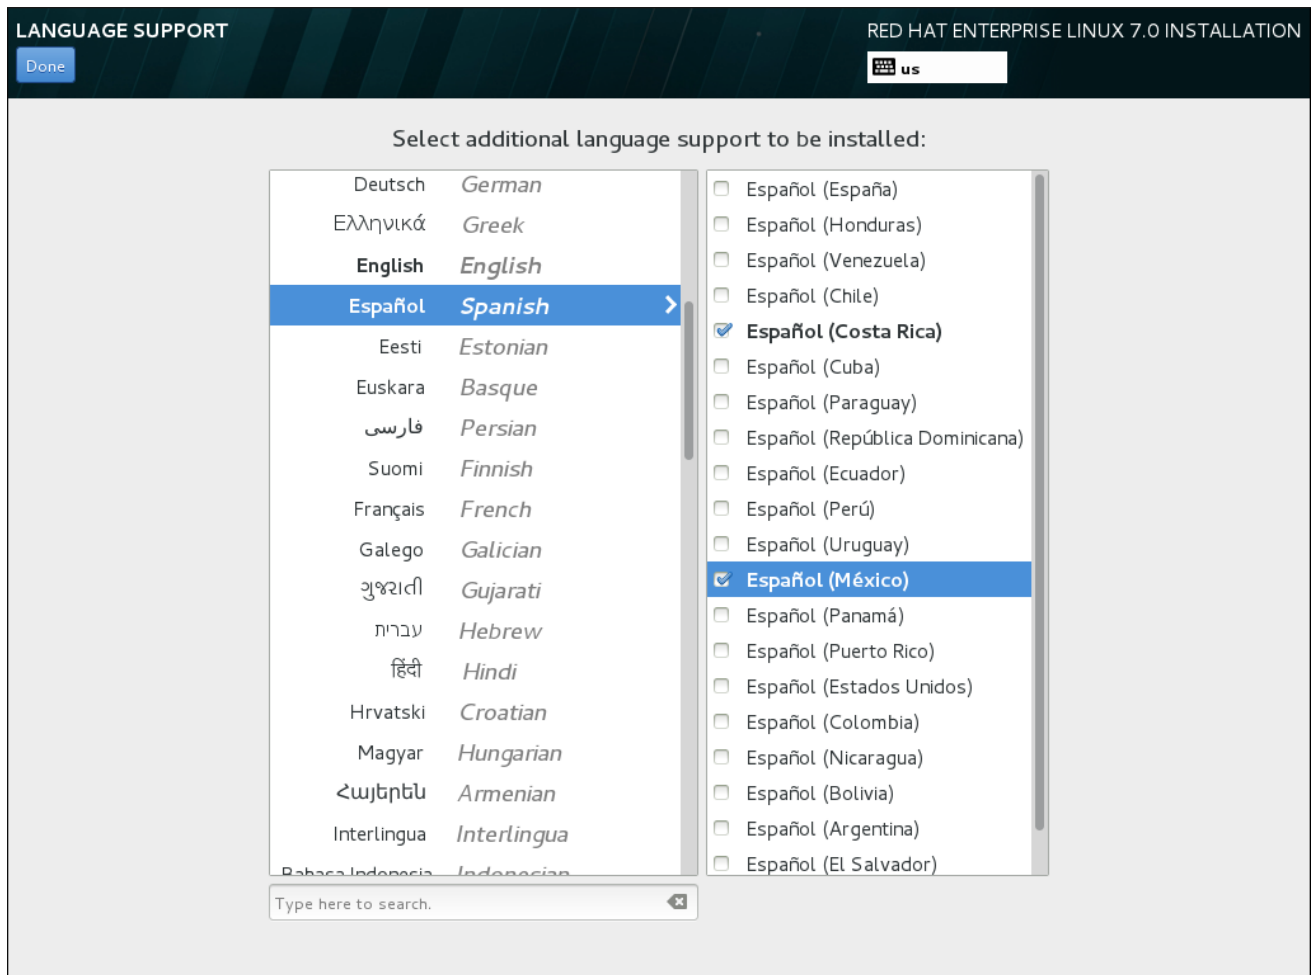 LANGUAGE SUPPORT
RED HAT ENTERPRISE LINUX 7.0 INSTALLATION
Done
us
Select additional language support to be installed:
Deutsch German
Ελληνικά Greek
English English
Español Spanish
Eesti Estonian
Euskara Basque
فارسی Persian
Suomi Finnish
Français French
Galego Galician
ગુજરાતી Gujarati
עברית Hebrew
हिंदी Hindi
Hrvatski Croatian
Magyar Hungarian
Հայերեն Armenian
Interlingua Interlingua
Bahasa Indonesia Indonesian
Español (España)
Español (Honduras)
Español (Venezuela)
Español (Chile)
Español (Costa Rica)
Español (Cuba)
Español (Paraguay)
Español (República Dominicana)
Español (Ecuador)
Español (Perú)
Español (Uruguay)
Español (México)
Español (Panamá)
Español (Puerto Rico)
Español (Estados Unidos)
Español (Colombia)
Español (Nicaragua)
Español (Bolivia)
Español (Argentina)
Español (El Salvador)
Type here to search.